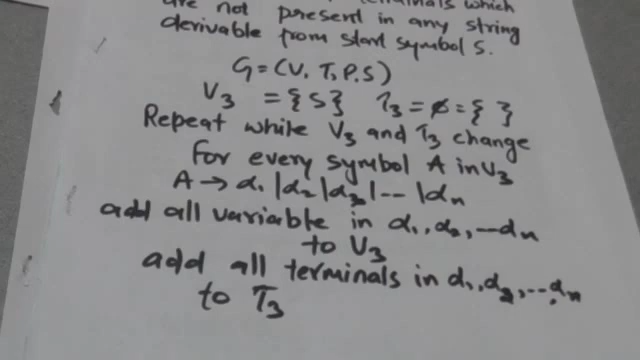 terminals which
are not present in any string
derivable from start symbol S.
G = (V, T, P, S)
V3 = {S} T3 = ϕ = { }
Repeat while V3 and T3 change
For every symbol A in V3
A → α1 | α2 | α3 | -- | αn
add all variable in α1, α2, -- αn
to V3
add all terminals in α1, α2, -- αn
to T3